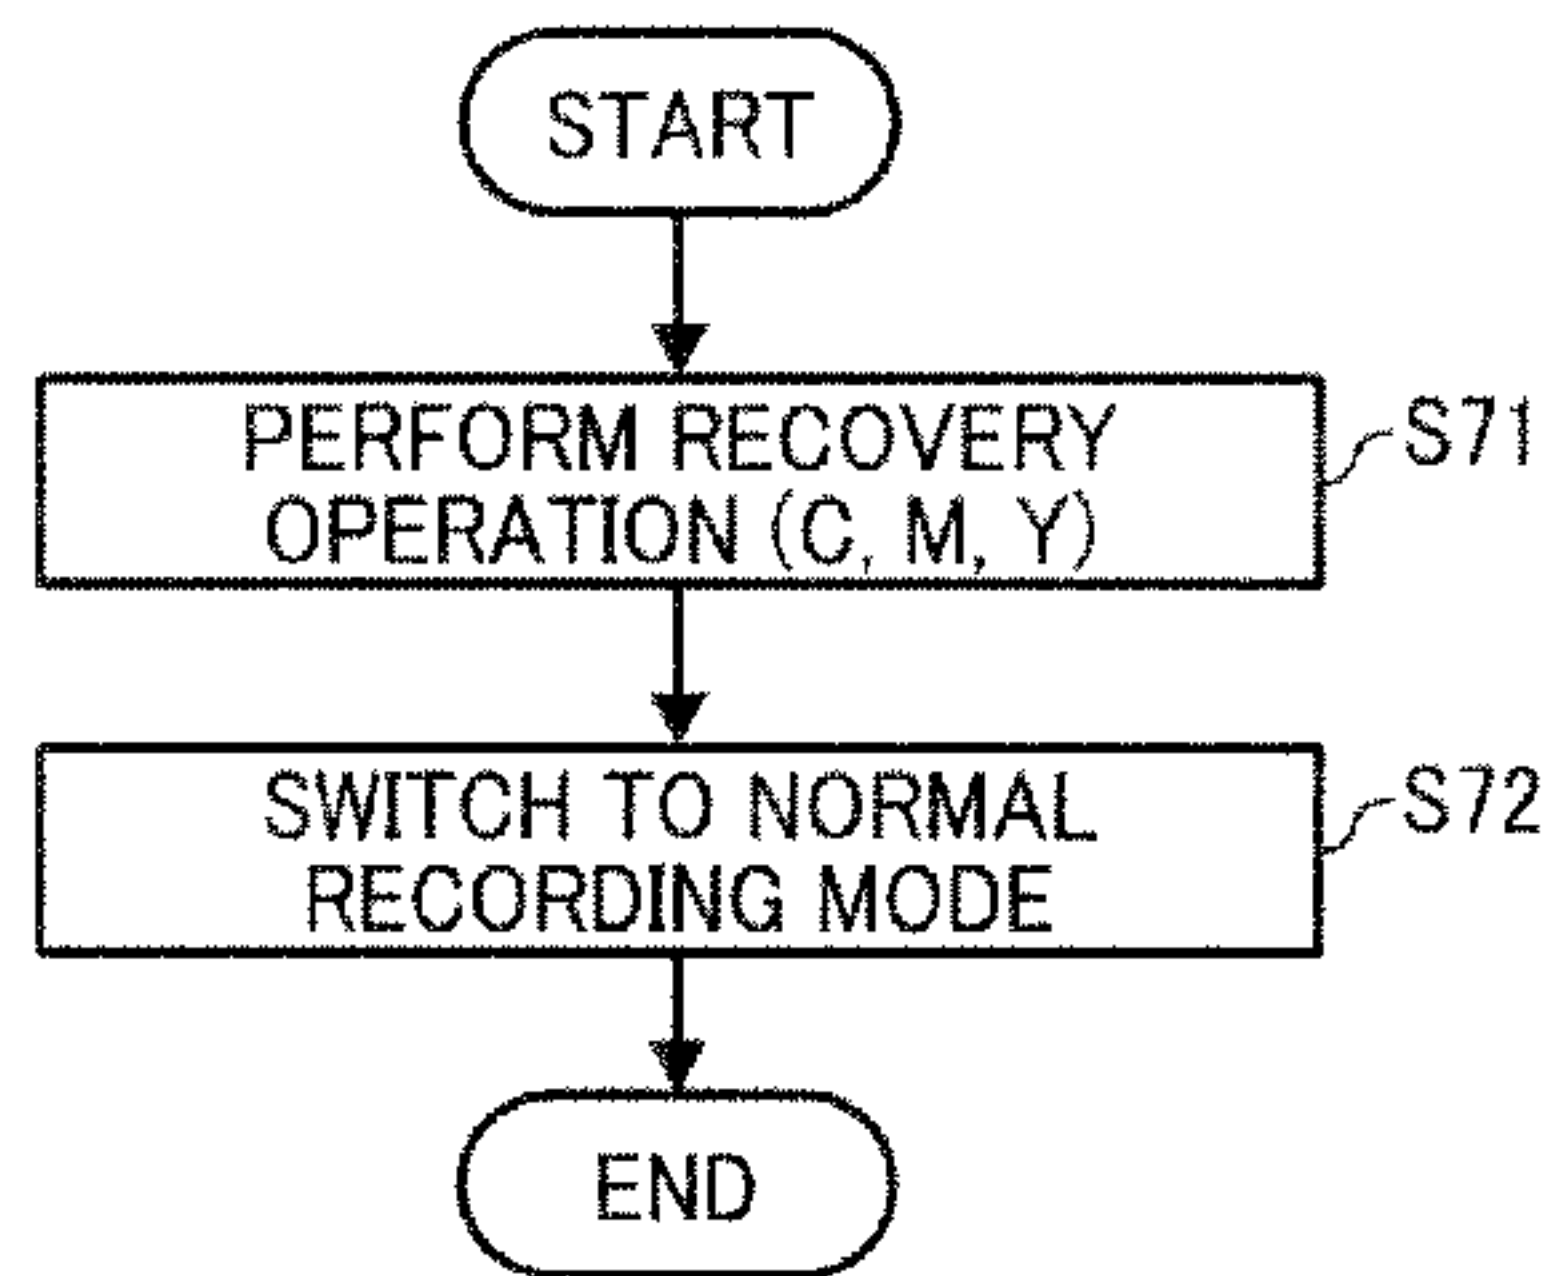 START
PERFORM RECOVERY
OPERATION (C, M, Y)
S71
SWITCH TO NORMAL
RECORDING MODE
S72
END